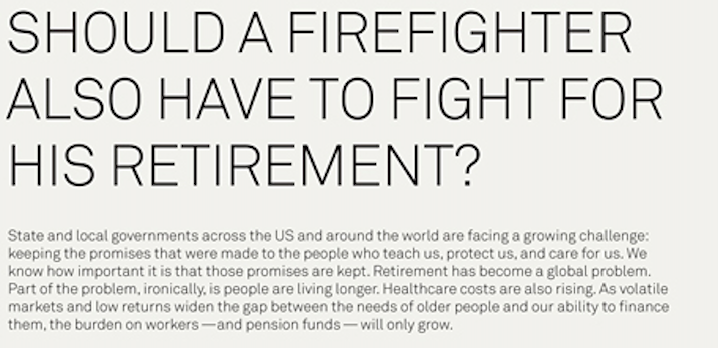 SHOULD A FIREFIGHTER
ALSO HAVE TO FIGHT FOR
HIS RETIREMENT?
State and local governments across the US and around the world are facing a growing challenge:
keeping the promises that were made to the people who teach us, protect us, and care for us. We
know how important it is that those promises are kept. Retirement has become a global problem.
Part of the problem, ironically, is people are living longer. Healthcare costs are also rising. As volatile
markets and low returns widen the gap between the needs of older people and our ability to finance
them, the burden on workers — and pension funds — will only grow.